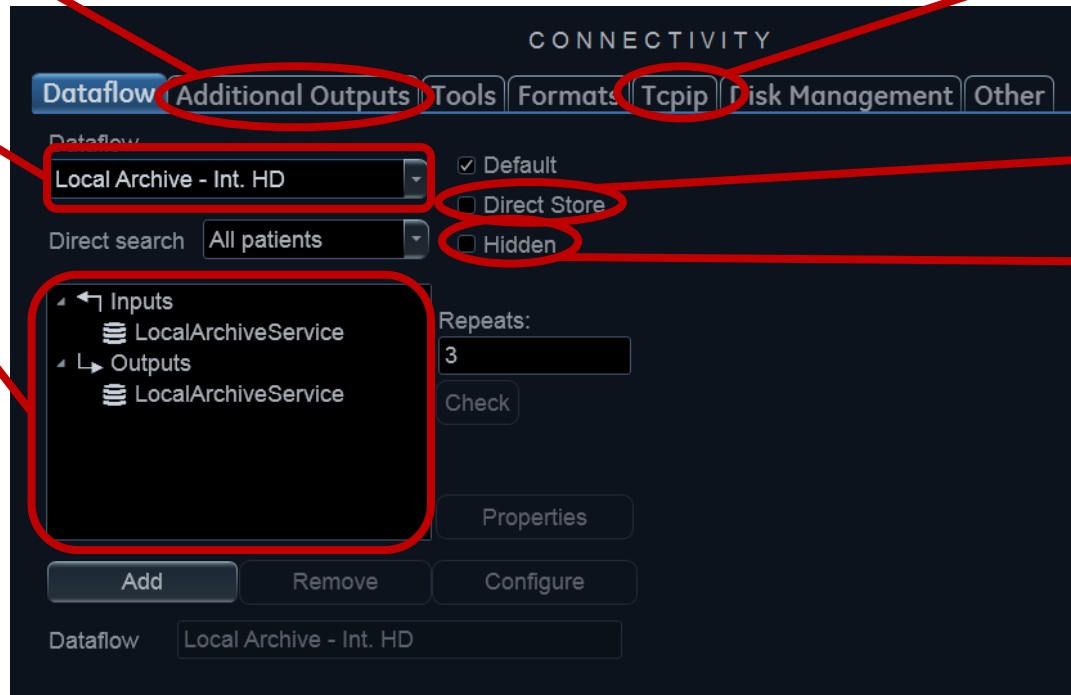 CONNECTIVITY
Dataflow Additional Outputs Tools Formats Tcpip Disk Management Other
Dataflow
Local Archive - Int. HD
Default
Direct Store
Direct search All patients
Hidden
Inputs
LocalArchiveService
Outputs
LocalArchiveService
Repeats:
3
Check
Properties
Add Remove Configure
Dataflow Local Archive - Int. HD